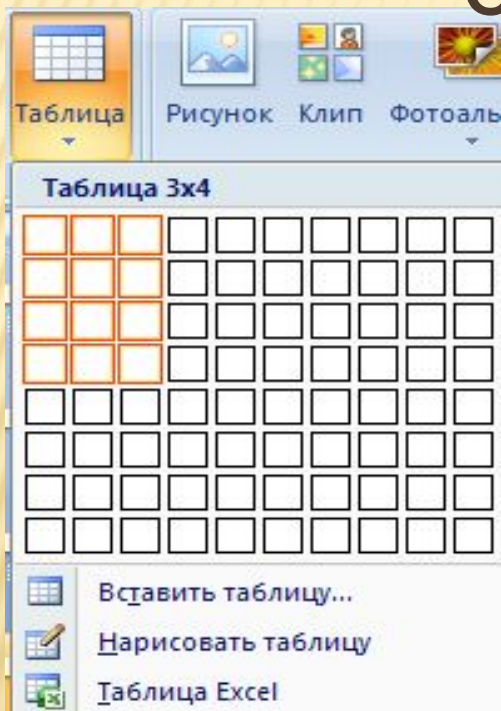 Таблица Рисунок Клип Фотоаль
Таблица 3x4
Вставить таблицу...
Нарисовать таблицу
Таблица Excel